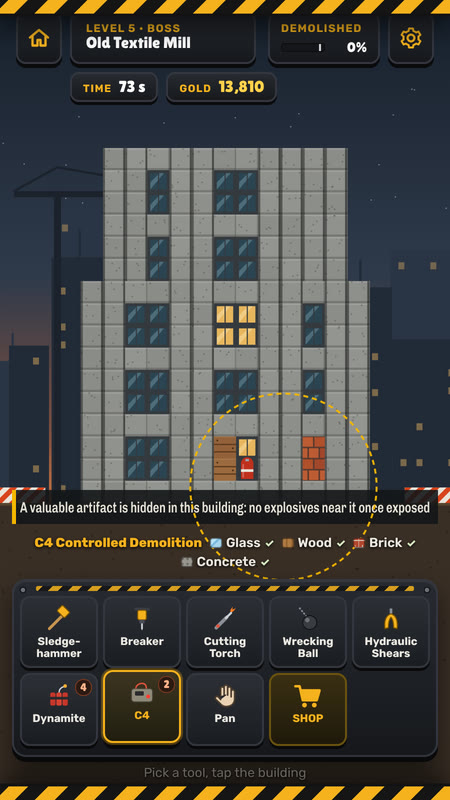 LEVEL 5 • BOSS
Old Textile Mill
DEMOLISHED
0%
TIME 73 s
GOLD 13,810
A valuable artifact is hidden in this building: no explosives near it once exposed
C4 Controlled Demolition Glass ✓ Wood ✓ Brick ✓
Concrete ✓
Sledge-
hammer
Breaker
Cutting
Torch
Wrecking
Ball
Hydraulic
Shears
4
Dynamite
2
C4
Pan
SHOP
Pick a tool, tap the building